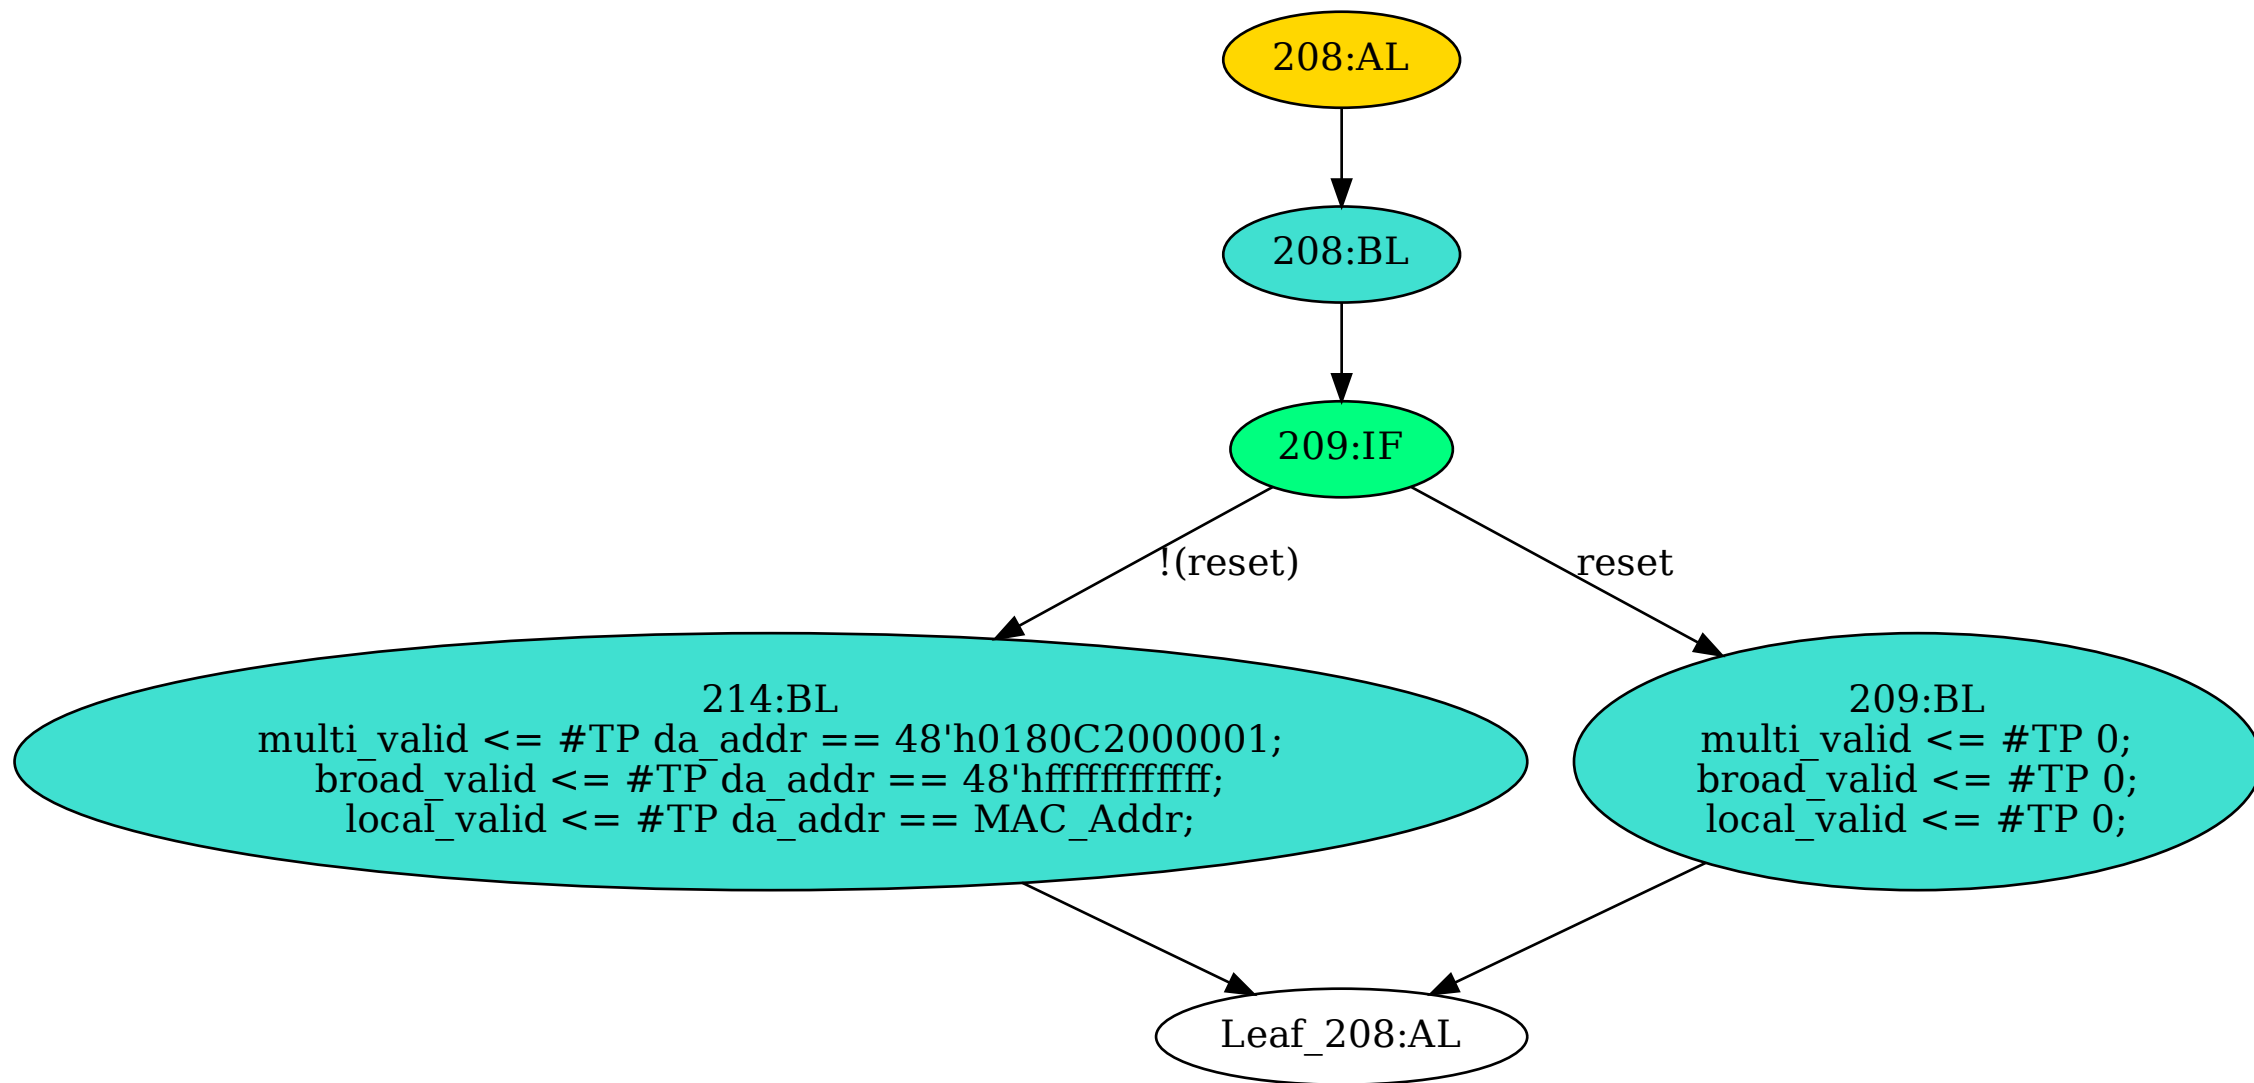 208:AL
208:BL
209:IF
!(reset)
reset
214:BL
multi_valid <= #TP da_addr == 48'h0180C2000001;
broad_valid <= #TP da_addr == 48'hffffffffffff;
local_valid <= #TP da_addr == MAC_Addr;
209:BL
multi_valid <= #TP 0;
broad_valid <= #TP 0;
local_valid <= #TP 0;
Leaf_208:AL